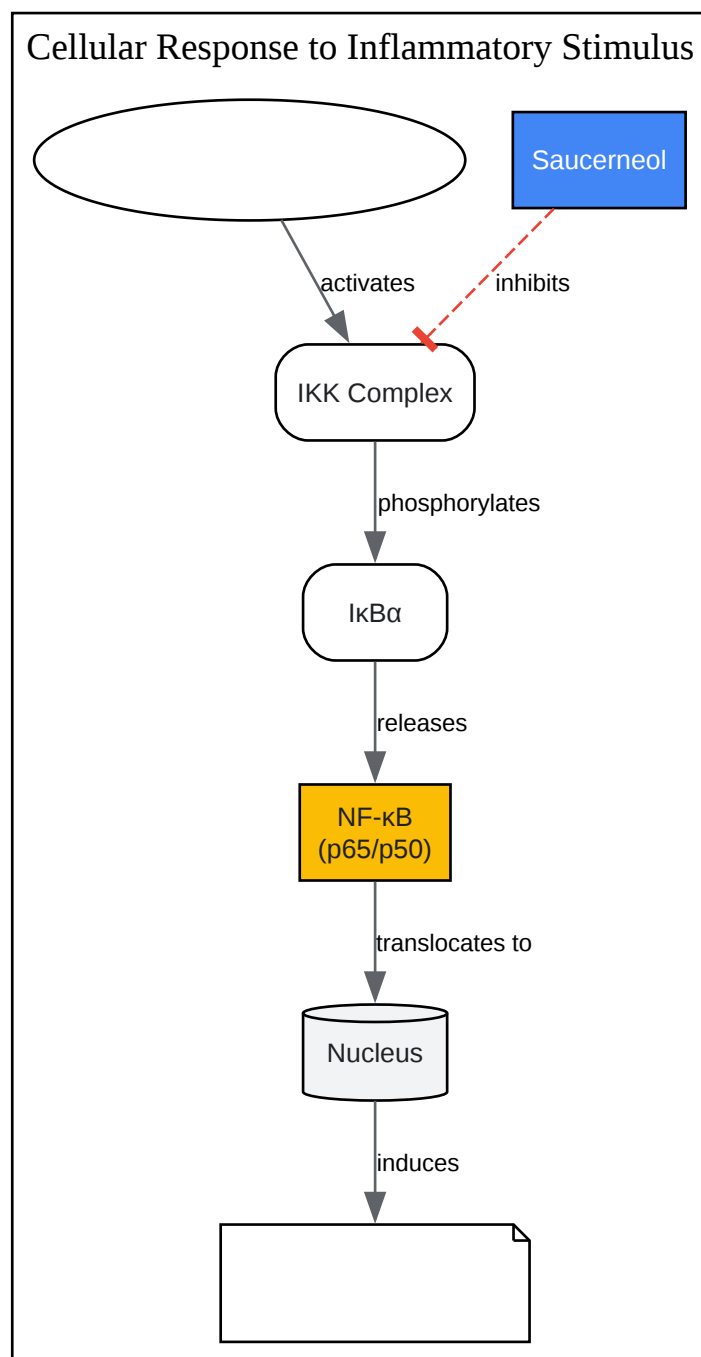 Cellular Response to Inflammatory Stimulus
Saucerneol
activates
inhibits
IKK Complex
phosphorylates
IκBα
releases
NF-κB
(p65/p50)
translocates to
Nucleus
induces